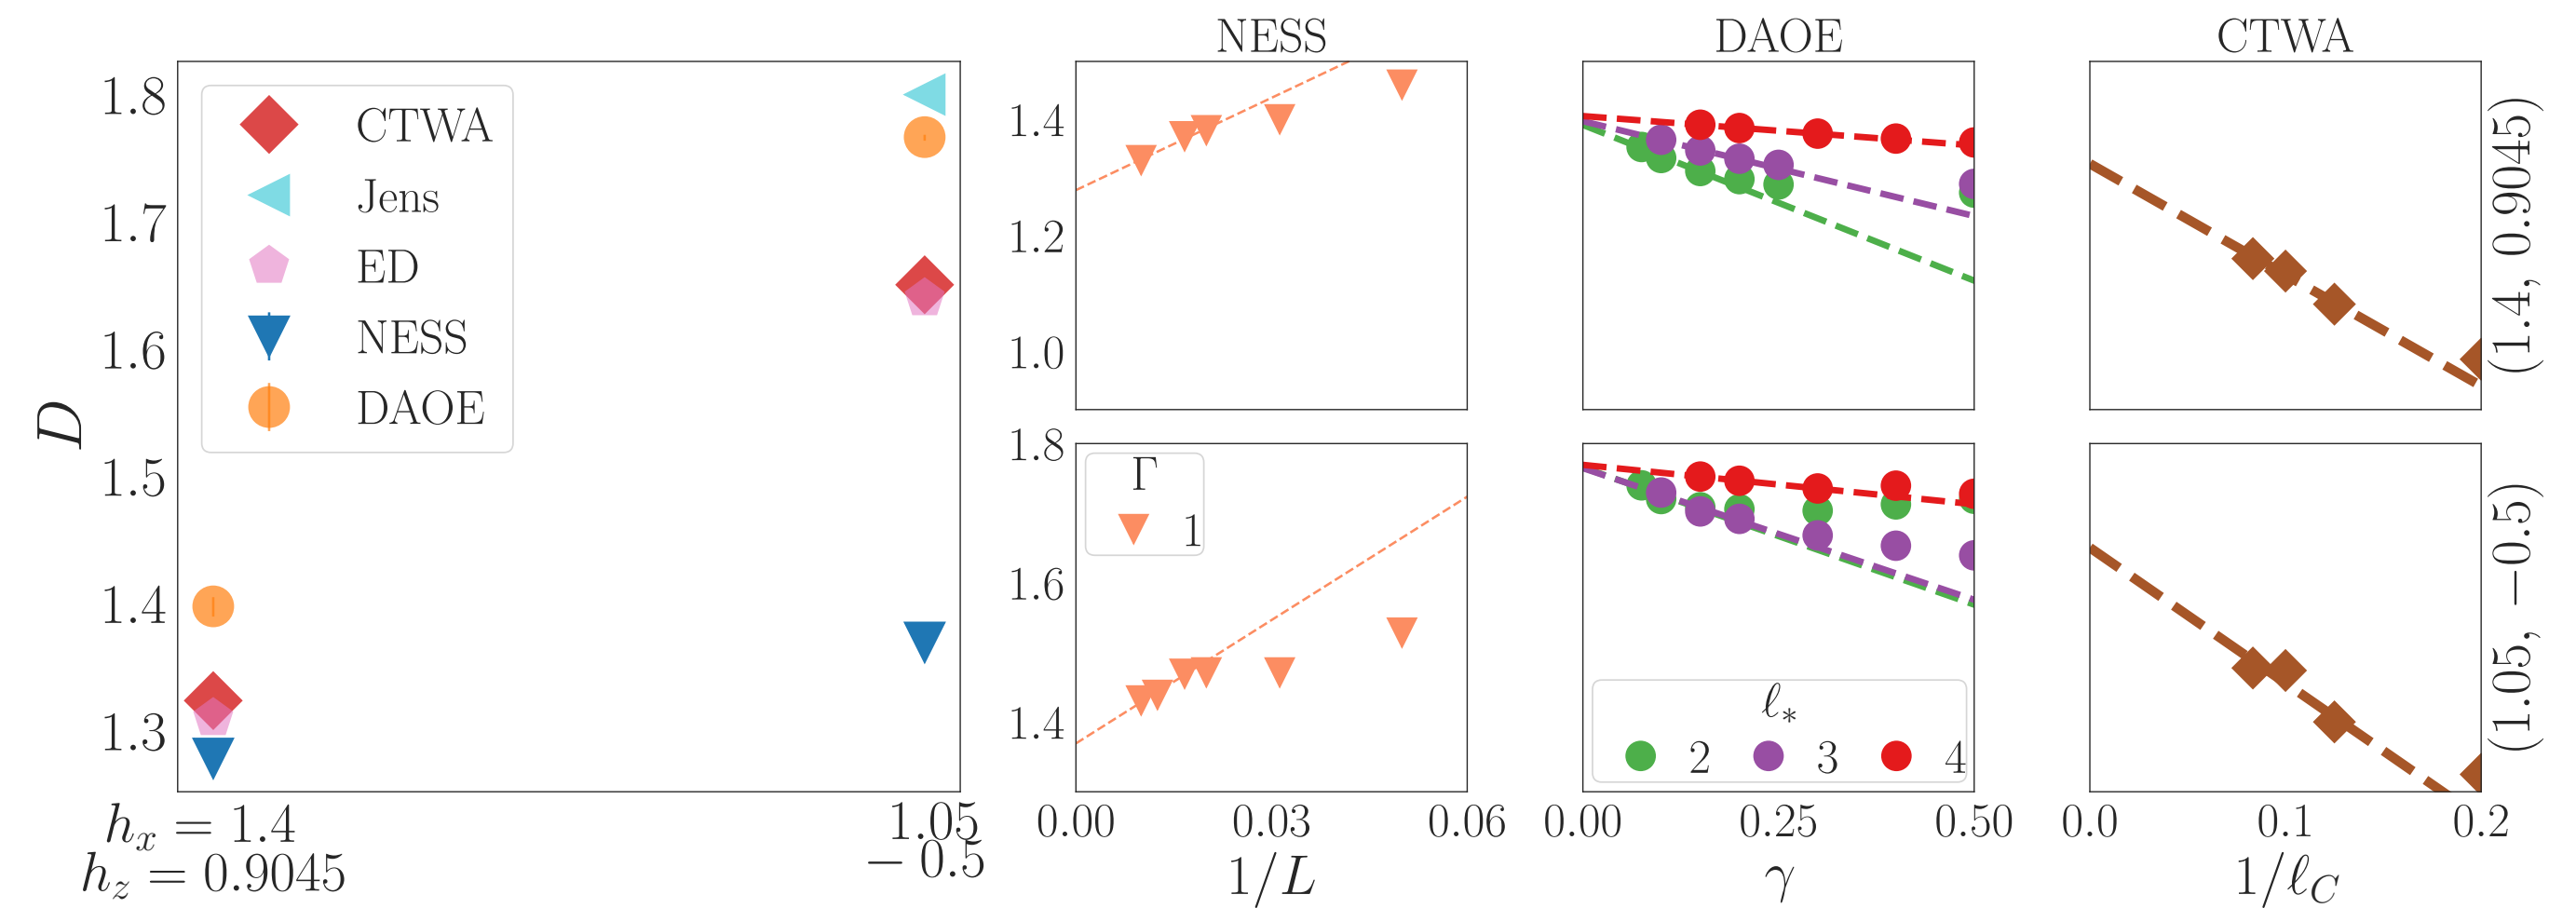 D
1.8
1.7
1.6
1.5
1.4
1.3
CTWA
Jens
ED
NESS
DAOE
h_x = 1.4
h_z = 0.9045
1.05
−0.5
NESS
1.4
1.2
1.0
1.8
1.6
1.4
Γ
1
0.00 0.03 0.06
1/L
DAOE
ℓ_*
2 3 4
0.00 0.25 0.50
γ
CTWA
(1.4, 0.9045)
(1.05, −0.5)
0.0 0.1 0.2
1/ℓ_C